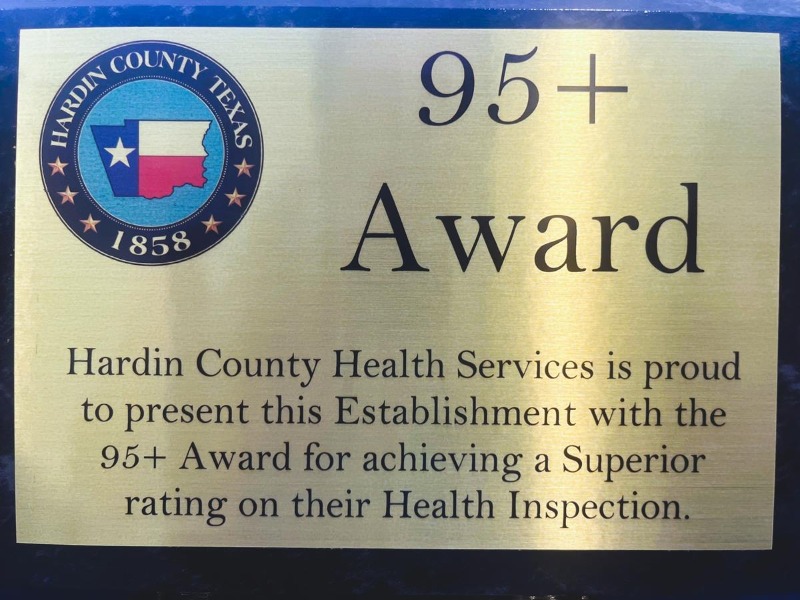 HARDIN COUNTY TEXAS
1858
95+
Award
Hardin County Health Services is proud
to present this Establishment with the
95+ Award for achieving a Superior
rating on their Health Inspection.